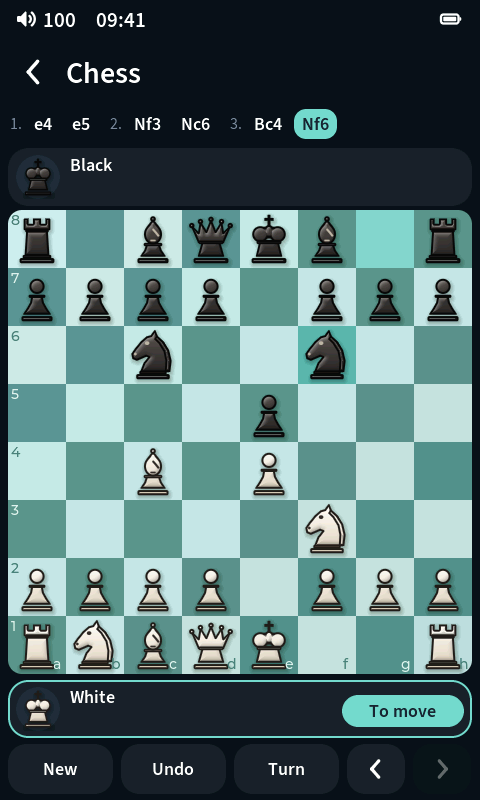 100 09:41
Chess
1. e4 e5 2. Nf3 Nc6 3. Bc4 Nf6
Black
8
7
6
5
4
3
2
1
a b c d e f g h
White
To move
New Undo Turn